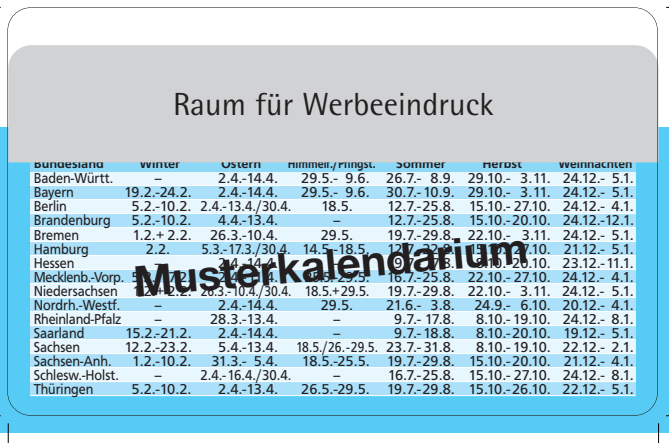 Raum für Werbeeindruck
Bundesland Winter Ostern Himmelf./Pfingst. Sommer Herbst Weihnachten
Baden-Württ. – 2.4.-14.4. 29.5.- 9.6. 26.7.- 8.9. 29.10.- 3.11. 24.12.- 5.1.
Bayern 19.2.-24.2. 2.4.-14.4. 29.5.- 9.6. 30.7.-10.9. 29.10.- 3.11. 24.12.- 5.1.
Berlin 5.2.-10.2. 2.4.-13.4./30.4. 18.5. 12.7.-25.8. 15.10.-27.10. 24.12.- 4.1.
Brandenburg 5.2.-10.2. 4.4.-13.4. – 12.7.-25.8. 15.10.-20.10. 24.12.-12.1.
Bremen 1.2.+ 2.2. 26.3.-10.4. 29.5. 19.7.-29.8. 22.10.- 3.11. 24.12.- 5.1.
Hamburg 2.2. 5.3.-17.3./30.4. 14.5.-18.5. 21.12.- 5.1.
Hessen 23.12.-11.1.
Mecklenb.-Vorp. 16.7.-25.8. 22.10.-27.10. 24.12.- 4.1.
Musterkalendarium
Niedersachsen 26.3.-10.4./30.4. 18.5.+29.5. 19.7.-29.8. 22.10.- 3.11. 24.12.- 5.1.
Nordrh.-Westf. – 2.4.-14.4. 29.5. 21.6.- 3.8. 24.9.- 6.10. 20.12.- 4.1.
Rheinland-Pfalz – 28.3.-13.4. – 9.7.- 17.8. 8.10.-19.10. 24.12.- 8.1.
Saarland 15.2.-21.2. 2.4.-14.4. – 9.7.-18.8. 8.10.-20.10. 19.12.- 5.1.
Sachsen 12.2.-23.2. 5.4.-13.4. 18.5./26.-29.5. 23.7.-31.8. 8.10.-19.10. 22.12.- 2.1.
Sachsen-Anh. 1.2.-10.2. 31.3.- 5.4. 18.5.-25.5. 19.7.-29.8. 15.10.-20.10. 21.12.- 4.1.
Schlesw.-Holst. – 2.4.-16.4./30.4. – 16.7.-25.8. 15.10.-27.10. 24.12.- 8.1.
Thüringen 5.2.-10.2. 2.4.-13.4. 26.5.-29.5. 19.7.-29.8. 15.10.-26.10. 22.12.- 5.1.